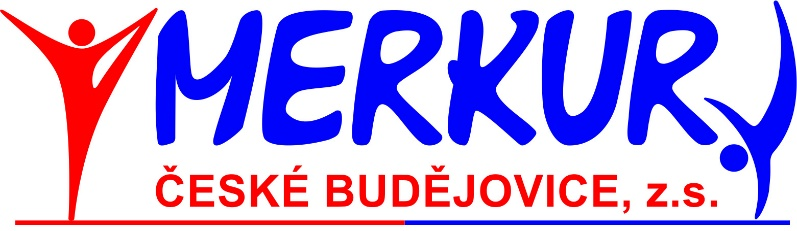 MERKUR
ČESKÉ BUDĚJOVICE, z.s.